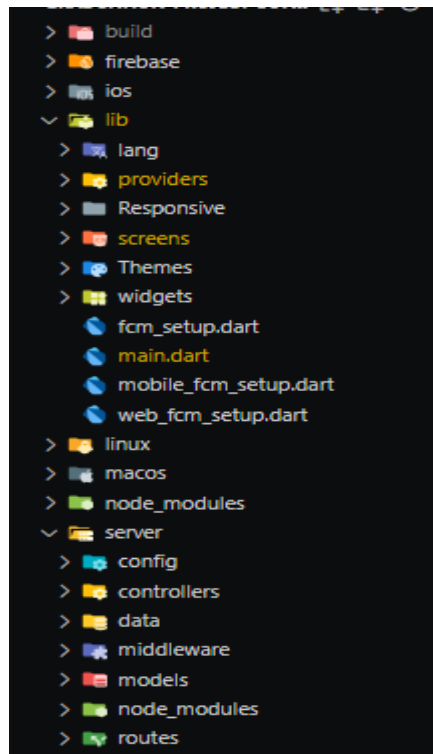 build
firebase
ios
lib
lang
providers
Responsive
screens
Themes
widgets
fcm_setup.dart
main.dart
mobile_fcm_setup.dart
web_fcm_setup.dart
linux
macos
node_modules
server
config
controllers
data
middleware
models
node_modules
routes